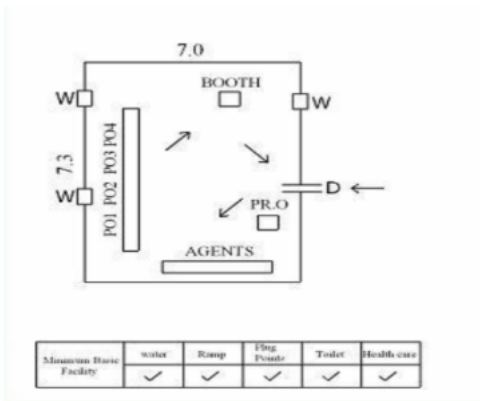 7.0
BOOTH
W
W
7.3
W
PO1 PO2 PO3 PO4
D
PR.O
AGENTS
Minimum Basic Facility
water
Ramp
Plug Points
Toilet
Health care